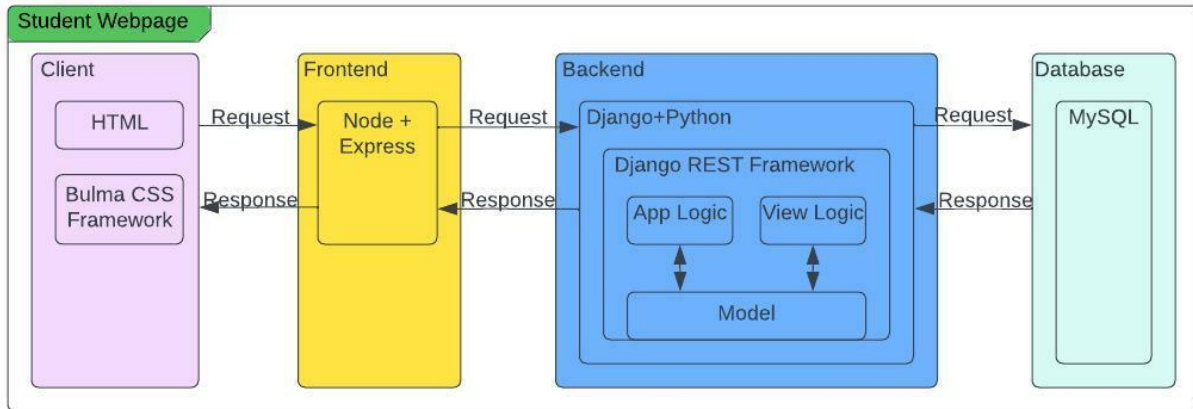 Student Webpage
Client
HTML
Bulma CSS
Framework
Request
Response
Frontend
Node +
Express
Request
Response
Backend
Django+Python
Django REST Framework
App Logic
View Logic
Model
Request
Response
Database
MySQL